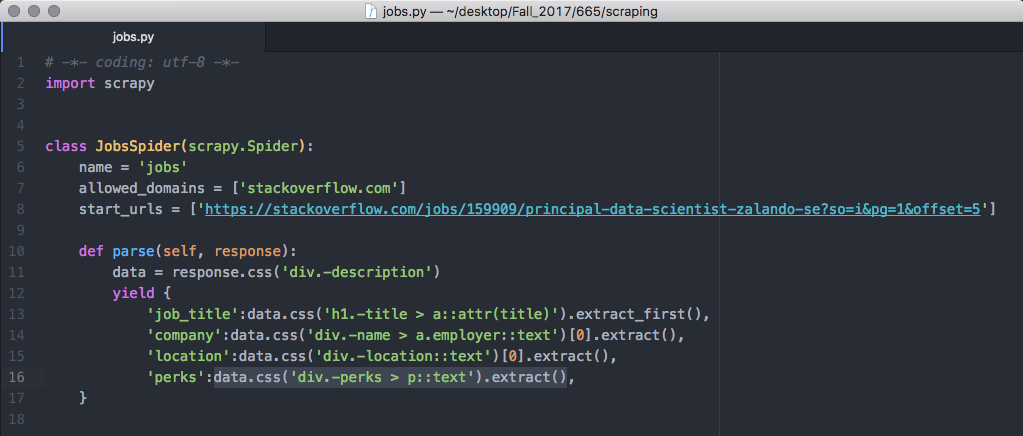 jobs.py — ~/desktop/Fall_2017/665/scraping
jobs.py
1 # -*- coding: utf-8 -*-
2 import scrapy
3
4
5 class JobsSpider(scrapy.Spider):
6     name = 'jobs'
7     allowed_domains = ['stackoverflow.com']
8     start_urls = ['https://stackoverflow.com/jobs/159909/principal-data-scientist-zalando-se?so=i&pg=1&offset=5']
9
10     def parse(self, response):
11         data = response.css('div.-description')
12         yield {
13             'job_title':data.css('h1.-title > a::attr(title)').extract_first(),
14             'company':data.css('div.-name > a.employer::text')[0].extract(),
15             'location':data.css('div.-location::text')[0].extract(),
16             'perks':data.css('div.-perks > p::text').extract(),
17     }
18